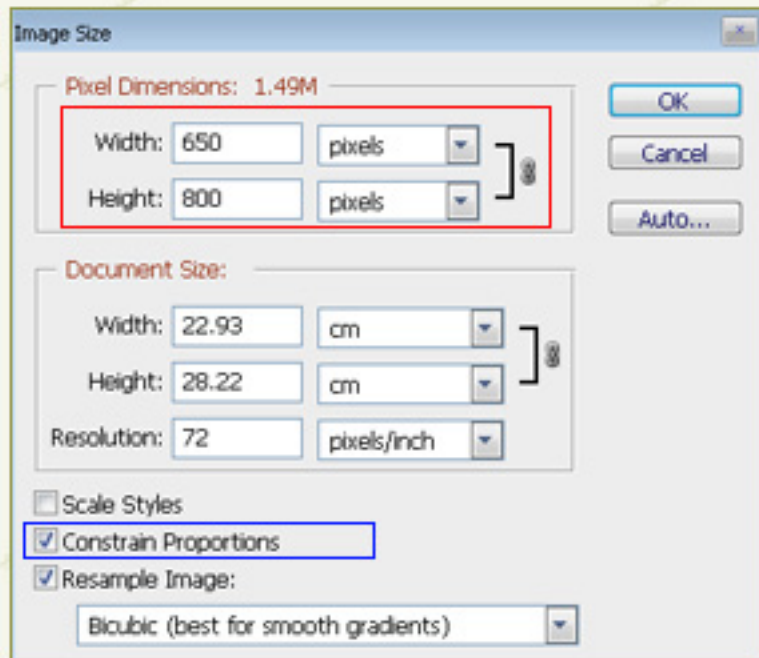 Image Size
Pixel Dimensions: 1.49M
OK
Width: 650 pixels
Cancel
Height: 800 pixels
Auto...
Document Size:
Width: 22.93 cm
Height: 28.22 cm
Resolution: 72 pixels/inch
Scale Styles
Constrain Proportions
Resample Image:
Bicubic (best for smooth gradients)